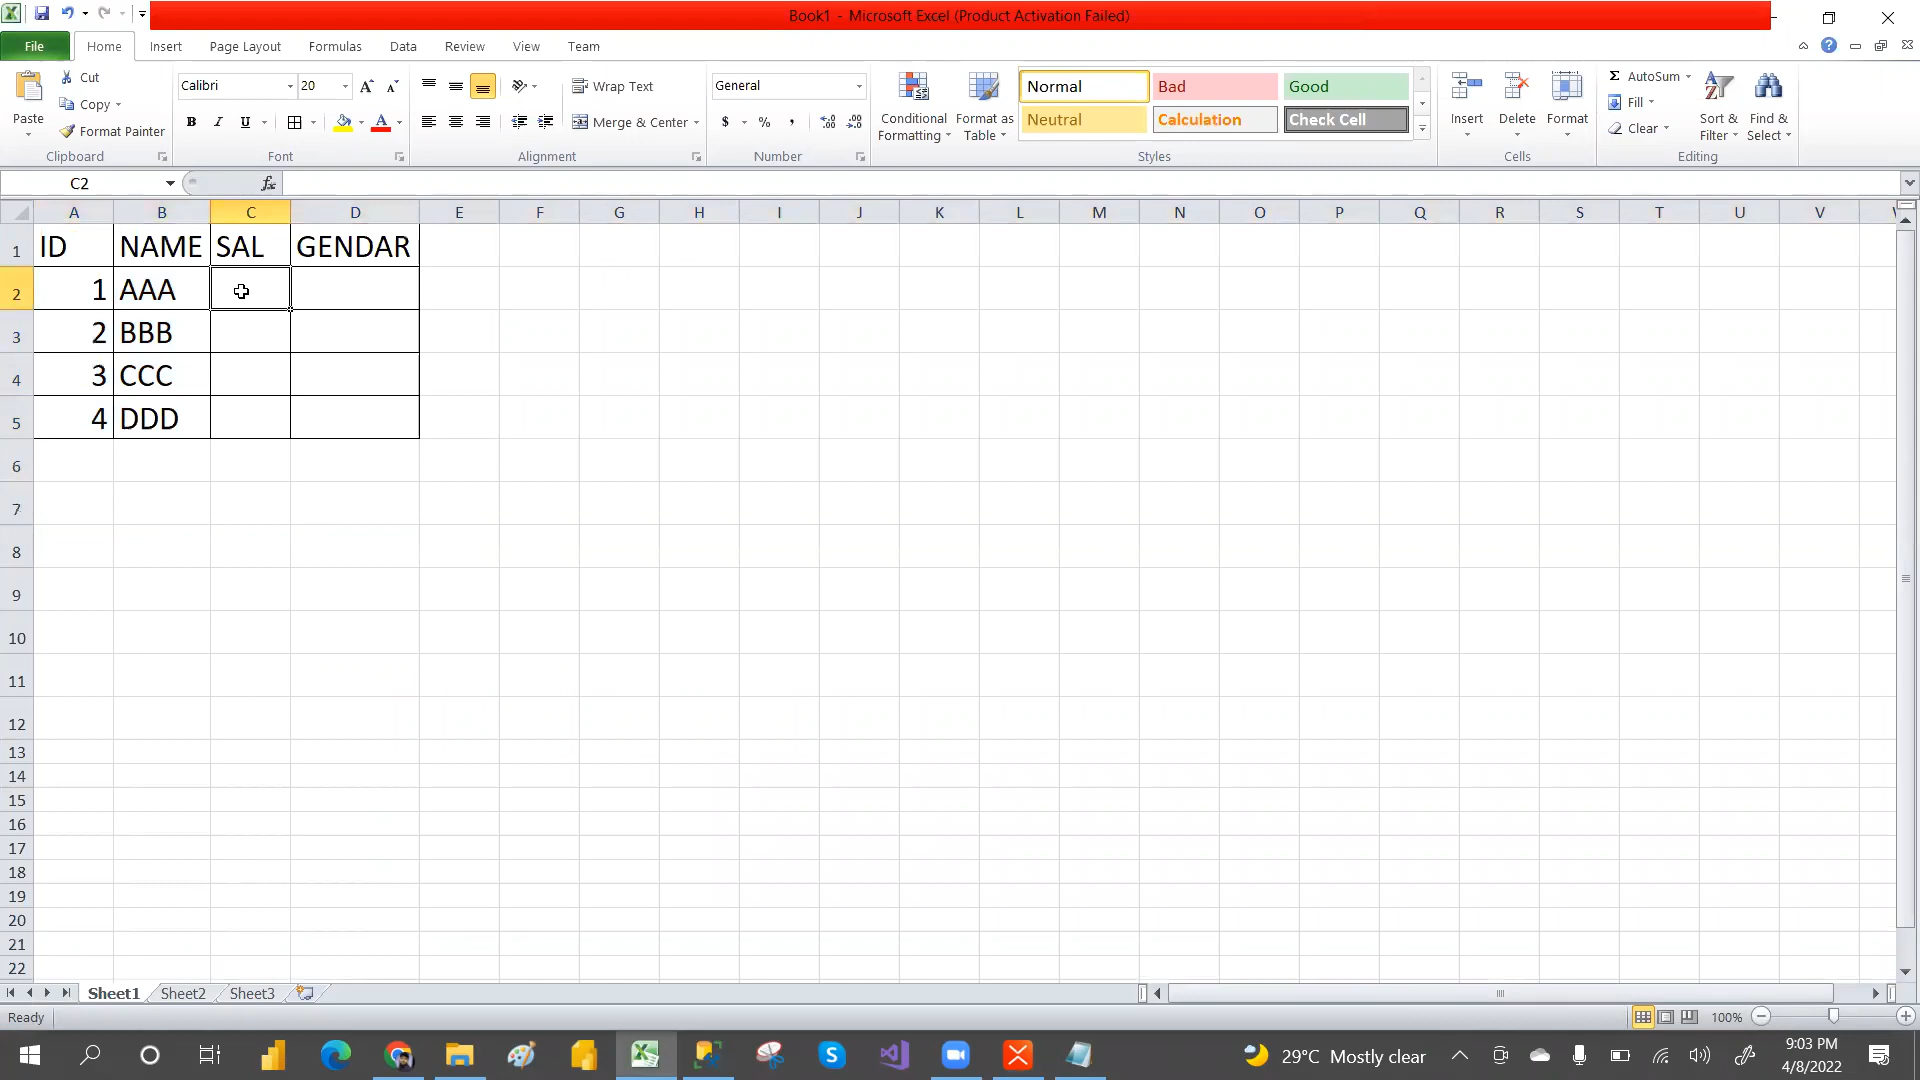 Book1 - Microsoft Excel (Product Activation Failed)
File Home Insert Page Layout Formulas Data Review View Team
Cut
Copy
Format Painter
Paste
Clipboard
Calibri 20
B I U
Font
Wrap Text
Merge & Center
Alignment
General
$ % ,
Number
Conditional Formatting
Format as Table
Normal Bad Good
Neutral Calculation Check Cell
Styles
Insert Delete Format
Cells
Σ AutoSum
Fill
Clear
Sort & Filter
Find & Select
Editing
C2 fx
A B C D E F G H I J K L M N O P Q R S T U V
1 ID NAME SAL GENDAR
2 1 AAA
3 2 BBB
4 3 CCC
5 4 DDD
6
7
8
9
10
11
12
13
14
15
16
17
18
19
20
21
22
Sheet1 Sheet2 Sheet3
Ready 100%
29°C Mostly clear
9:03 PM
4/8/2022